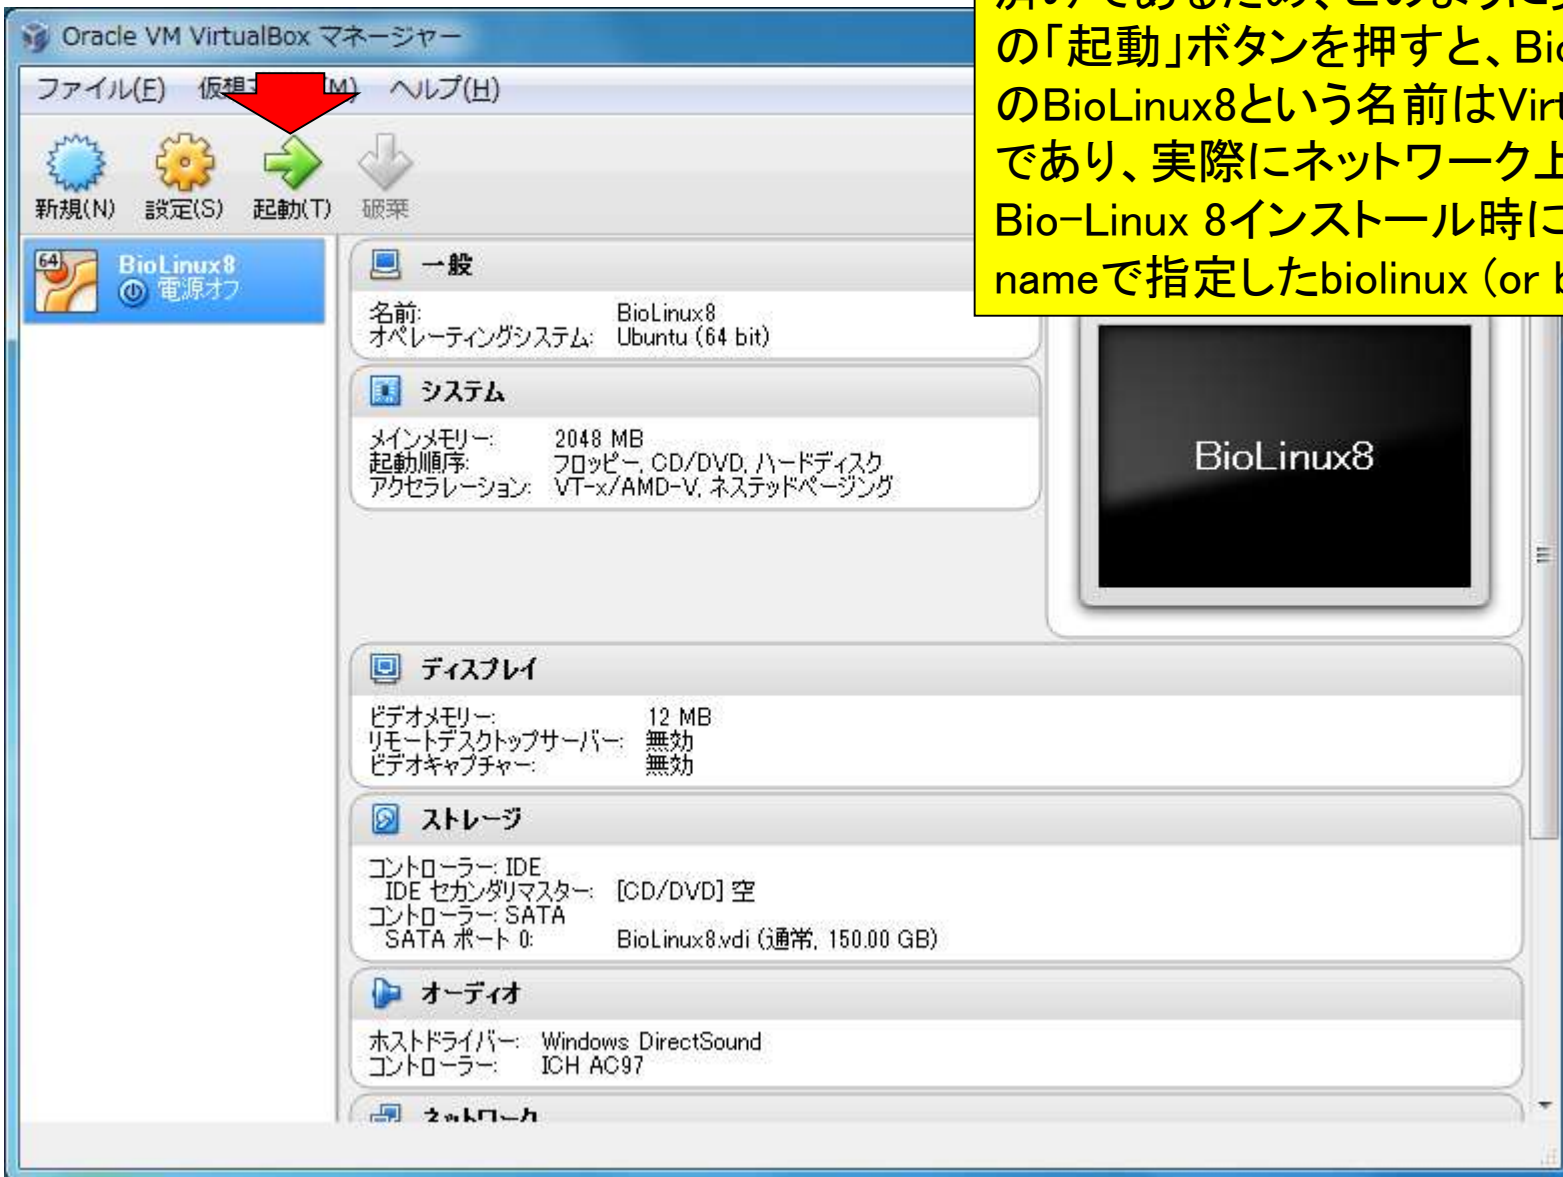 Oracle VM VirtualBox マネージャー
ファイル(F) 仮想 M) ヘルプ(H)
新規(N) 設定(S) 起動(T) 破棄
の「起動」ボタンを押すと、Bio
のBioLinux8という名前はVirt
であり、実際にネットワーク上
Bio-Linux 8インストール時に
nameで指定したbiolinux (or b
64
BioLinux8
電源オフ
一般
名前: BioLinux8
オペレーティングシステム: Ubuntu (64 bit)
システム
メインメモリー: 2048 MB
起動順序: フロッピー, CD/DVD, ハードディスク
アクセラレーション: VT-x/AMD-V, ネステッドページング
BioLinux8
ディスプレイ
ビデオメモリー: 12 MB
リモートデスクトップサーバー: 無効
ビデオキャプチャー: 無効
ストレージ
コントローラー: IDE
IDE セカンダリマスター: [CD/DVD] 空
コントローラー: SATA
SATA ポート 0: BioLinux8.vdi (通常, 150.00 GB)
オーディオ
ホストドライバー: Windows DirectSound
コントローラー: ICH AC97
ネットワーク